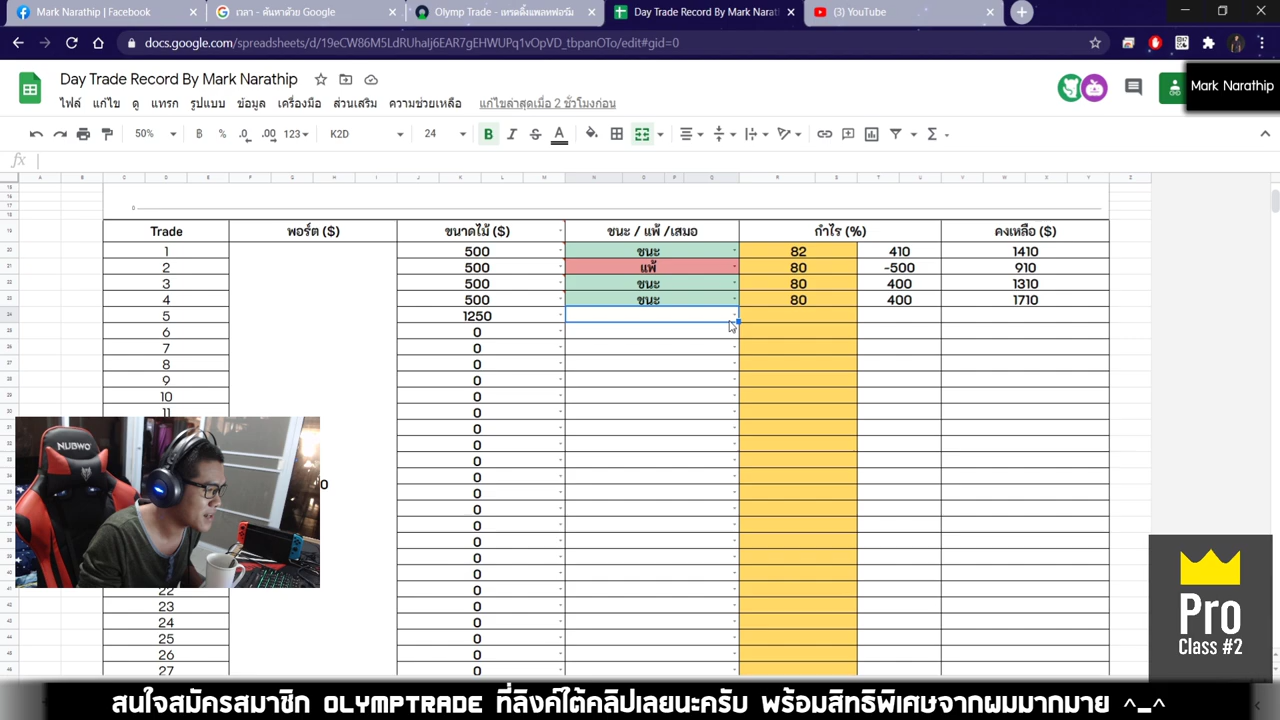 Mark Narathip | Facebook
เวลา - ค้นหาด้วย Google
Olymp Trade - เทรดดิ้งแพลทฟอร์ม
Day Trade Record By Mark Narath
(3) YouTube
docs.google.com/spreadsheets/d/19eCW86M5LdRUhaIj6EAR7gEHWUPq1vOpVD_tbpanOTo/edit#gid=0
Day Trade Record By Mark Narathip
Mark Narathip
ไฟล์ แก้ไข ดู แทรก รูปแบบ ข้อมูล เครื่องมือ ส่วนเสริม ความช่วยเหลือ แก้ไขล่าสุดเมื่อ 2 ชั่วโมงก่อน
50% ฿ % .0 .00 123 K2D 24 B I S A Σ
fx
0
Trade พอร์ต ($) ขนาดไม้ ($) ชนะ / แพ้ /เสมอ กำไร (%) คงเหลือ ($)
1 500 ชนะ 82 410 1410
2 500 แพ้ 80 -500 910
3 500 ชนะ 80 400 1310
4 500 ชนะ 80 400 1710
5 1250
6 0
7 0
8 0
9 0
10 0
11 0
0
0
0
NUBWO
0 0
0
0
0
0
0
0
22 0
23 0
24 0
25 0
26 0
27 0
Pro
Class #2
สนใจสมัครสมาชิก OLYMPTRADE ที่ลิงค์ใต้คลิปเลยนะครับ พร้อมสิทธิพิเศษจากผมมากมาย ^_^